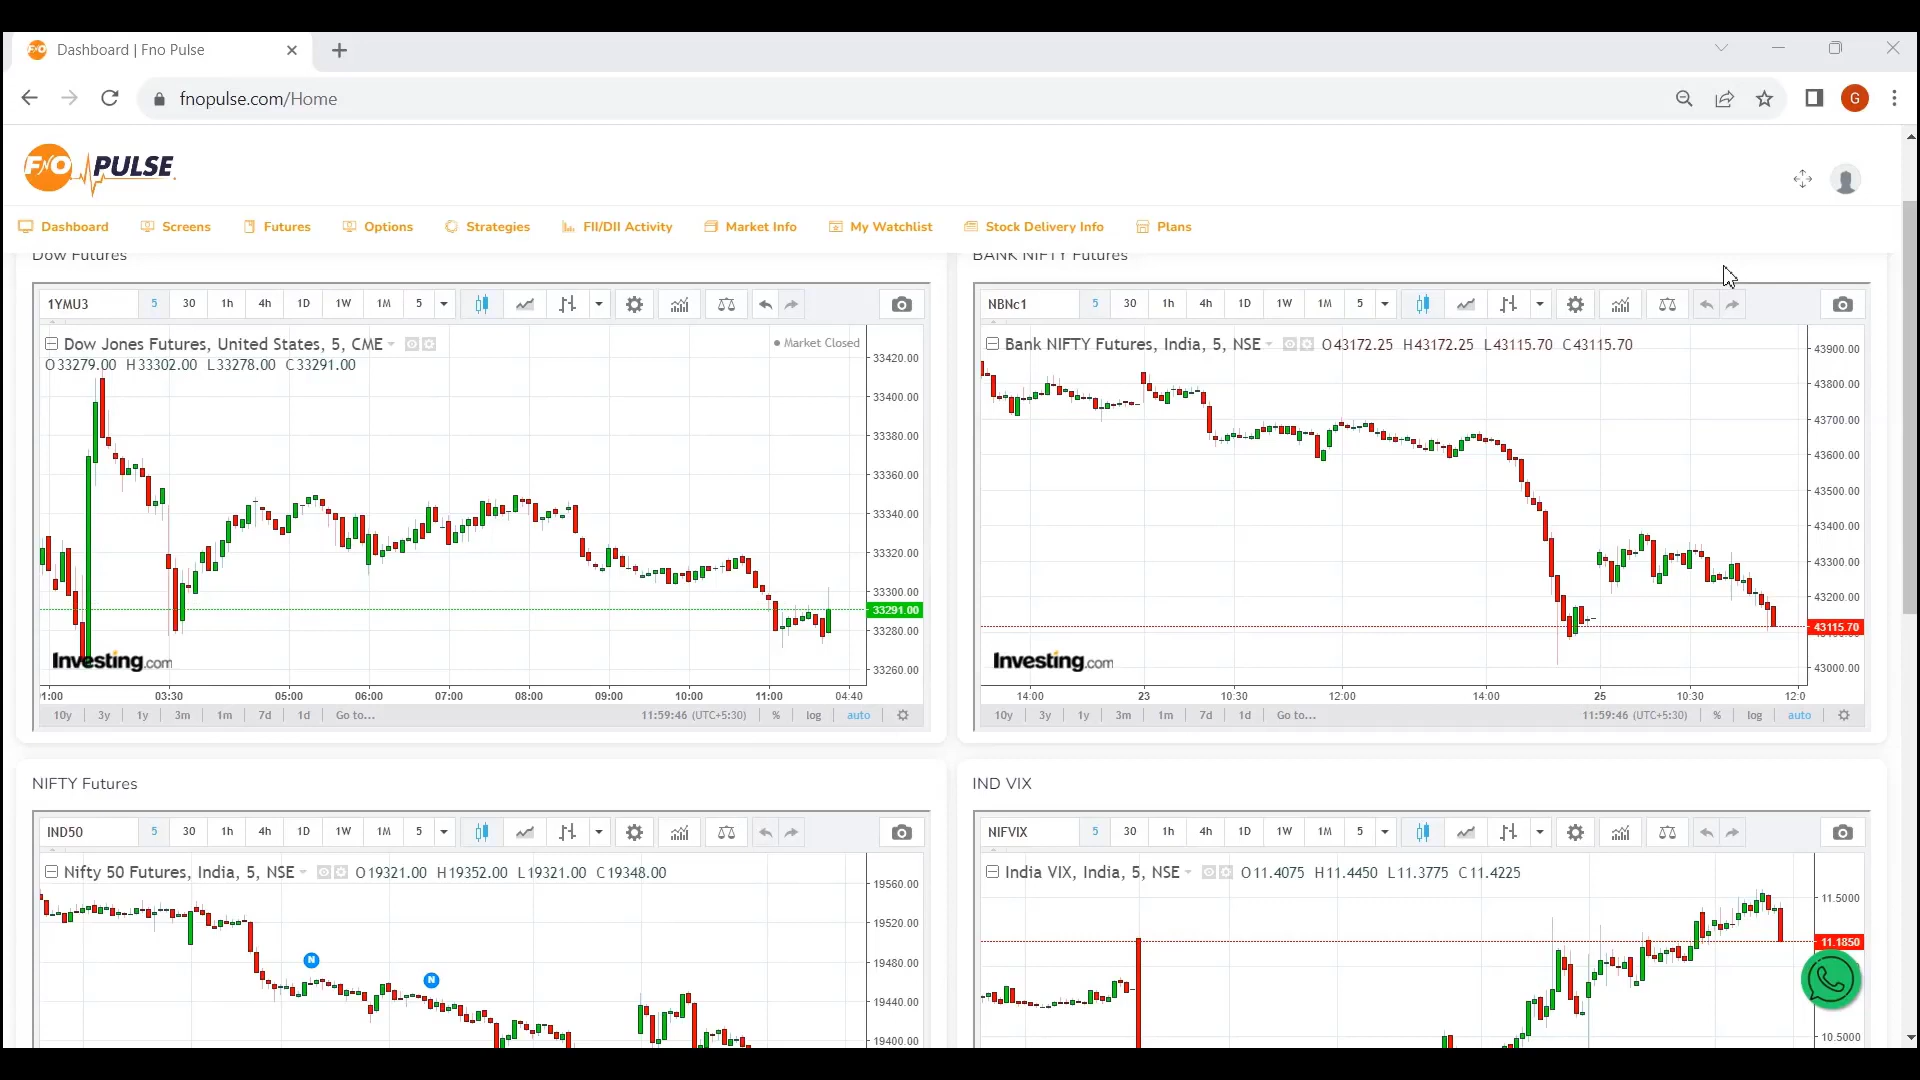 Dashboard | Fno Pulse
fnopulse.com/Home
G
FNO PULSE
Dashboard Screens Futures Options Strategies FII/DII Activity Market Info My Watchlist Stock Delivery Info Plans
Dow Futures
1YMU3 5 30 1h 4h 1D 1W 1M 5
Dow Jones Futures, United States, 5, CME
Market Closed
O33279.00 H33302.00 L33278.00 C33291.00
33420.00
33400.00
33380.00
33360.00
33340.00
33320.00
33300.00
33291.00
33280.00
33260.00
Investing.com
1:00 03:30 05:00 06:00 07:00 08:00 09:00 10:00 11:00 04:40
10y 3y 1y 3m 1m 7d 1d Go to... 11:59:46 (UTC+5:30) % log auto
BANK NIFTY Futures
NBNc1 5 30 1h 4h 1D 1W 1M 5
Bank NIFTY Futures, India, 5, NSE O43172.25 H43172.25 L43115.70 C43115.70
43900.00
43800.00
43700.00
43600.00
43500.00
43400.00
43300.00
43200.00
43115.70
43000.00
Investing.com
14:00 23 10:30 12:00 14:00 25 10:30 12:0
10y 3y 1y 3m 1m 7d 1d Go to... 11:59:46 (UTC+5:30) % log auto
NIFTY Futures
IND50 5 30 1h 4h 1D 1W 1M 5
Nifty 50 Futures, India, 5, NSE O19321.00 H19352.00 L19321.00 C19348.00
19560.00
19520.00
19480.00
19440.00
19400.00
N
N
IND VIX
NIFVIX 5 30 1h 4h 1D 1W 1M 5
India VIX, India, 5, NSE O11.4075 H11.4450 L11.3775 C11.4225
11.5000
11.1850
10.5000